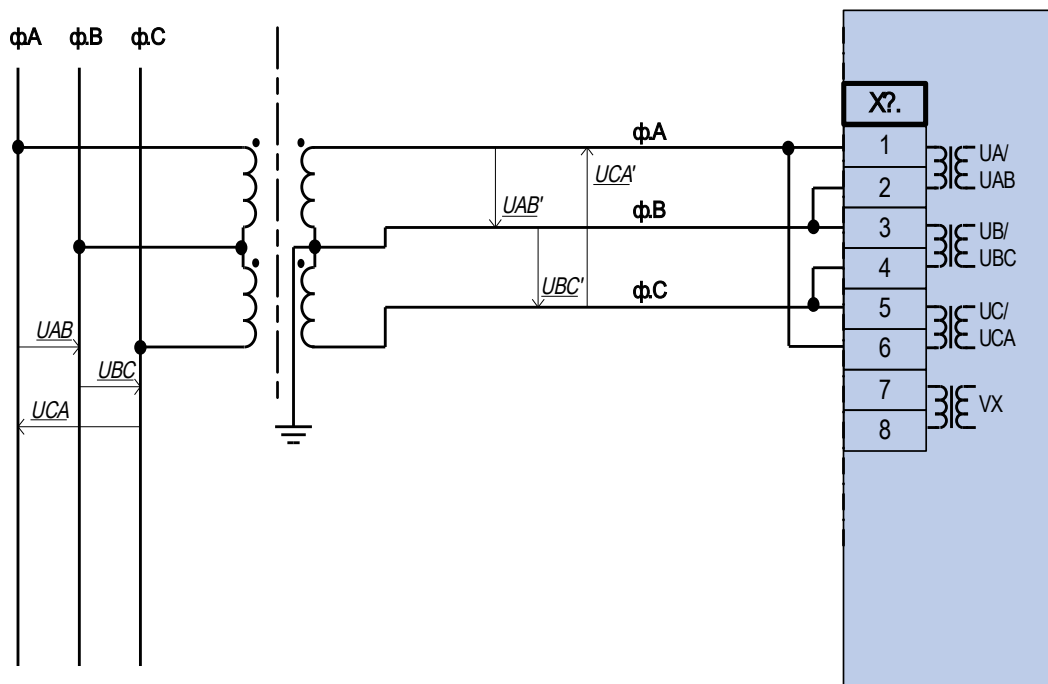 ф.A ф.B ф.C
X?.
ф.A
1
UA/
UAB
UCA'
2
UAB'
ф.B
3
UB/
UBC
4
UBC'
ф.C
5
UC/
UCA
UAB
6
UBC
7
VX
UCA
8